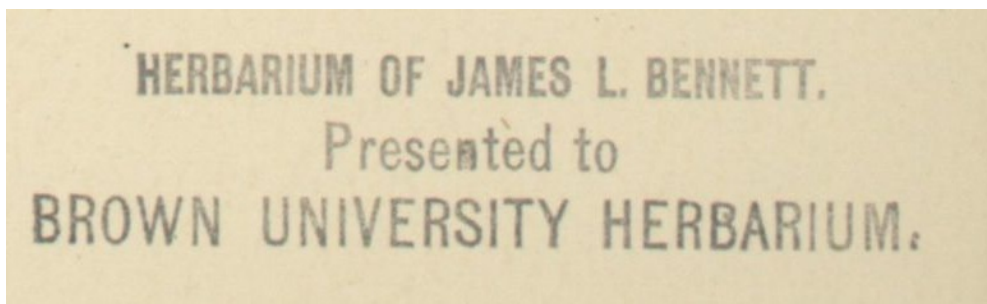 HERBARIUM OF JAMES L. BENNETT.
Presented to
BROWN UNIVERSITY HERBARIUM.